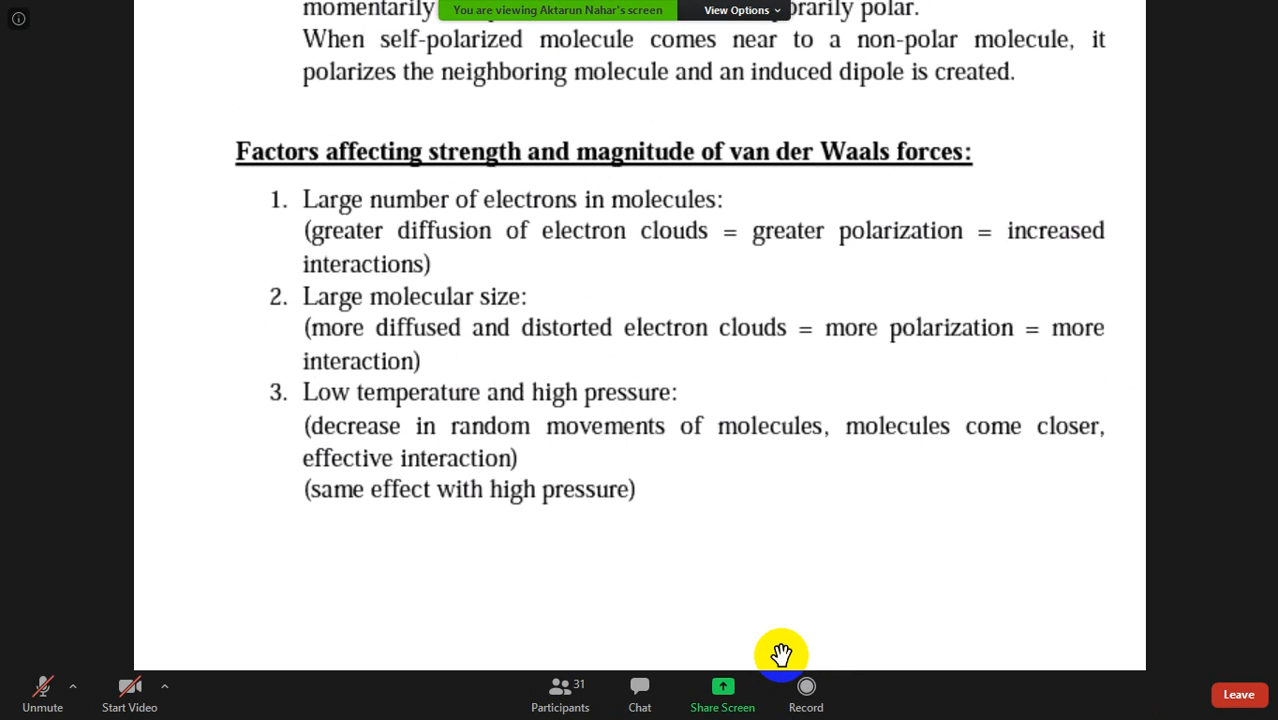 You are viewing Aktarun Nahar's screen
View Options
momentarily
orarily polar.
When self-polarized molecule comes near to a non-polar molecule, it
polarizes the neighboring molecule and an induced dipole is created.
Factors affecting strength and magnitude of van der Waals forces:
1. Large number of electrons in molecules:
(greater diffusion of electron clouds = greater polarization = increased
interactions)
2. Large molecular size:
(more diffused and distorted electron clouds = more polarization = more
interaction)
3. Low temperature and high pressure:
(decrease in random movements of molecules, molecules come closer,
effective interaction)
(same effect with high pressure)
31
Unmute
Start Video
Participants
Chat
Share Screen
Record
Leave